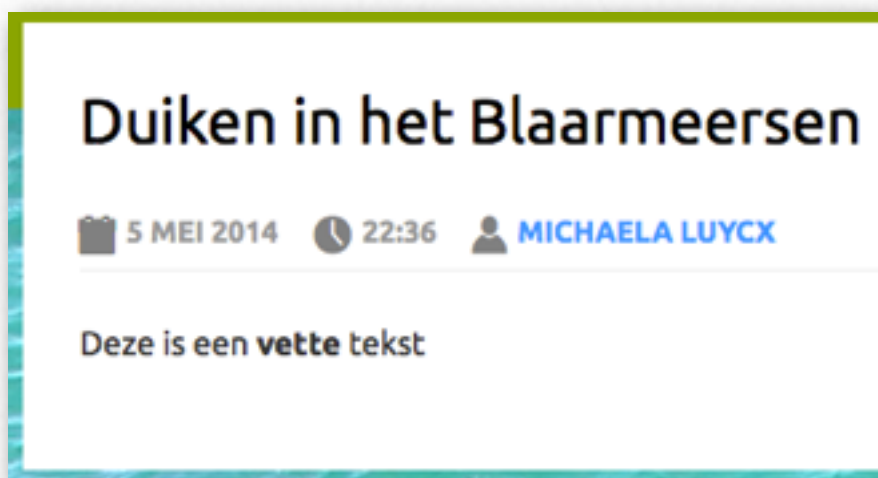 Duiken in het Blaarmeersen
5 MEI 2014 22:36 MICHAELA LUYCX
Deze is een vette tekst